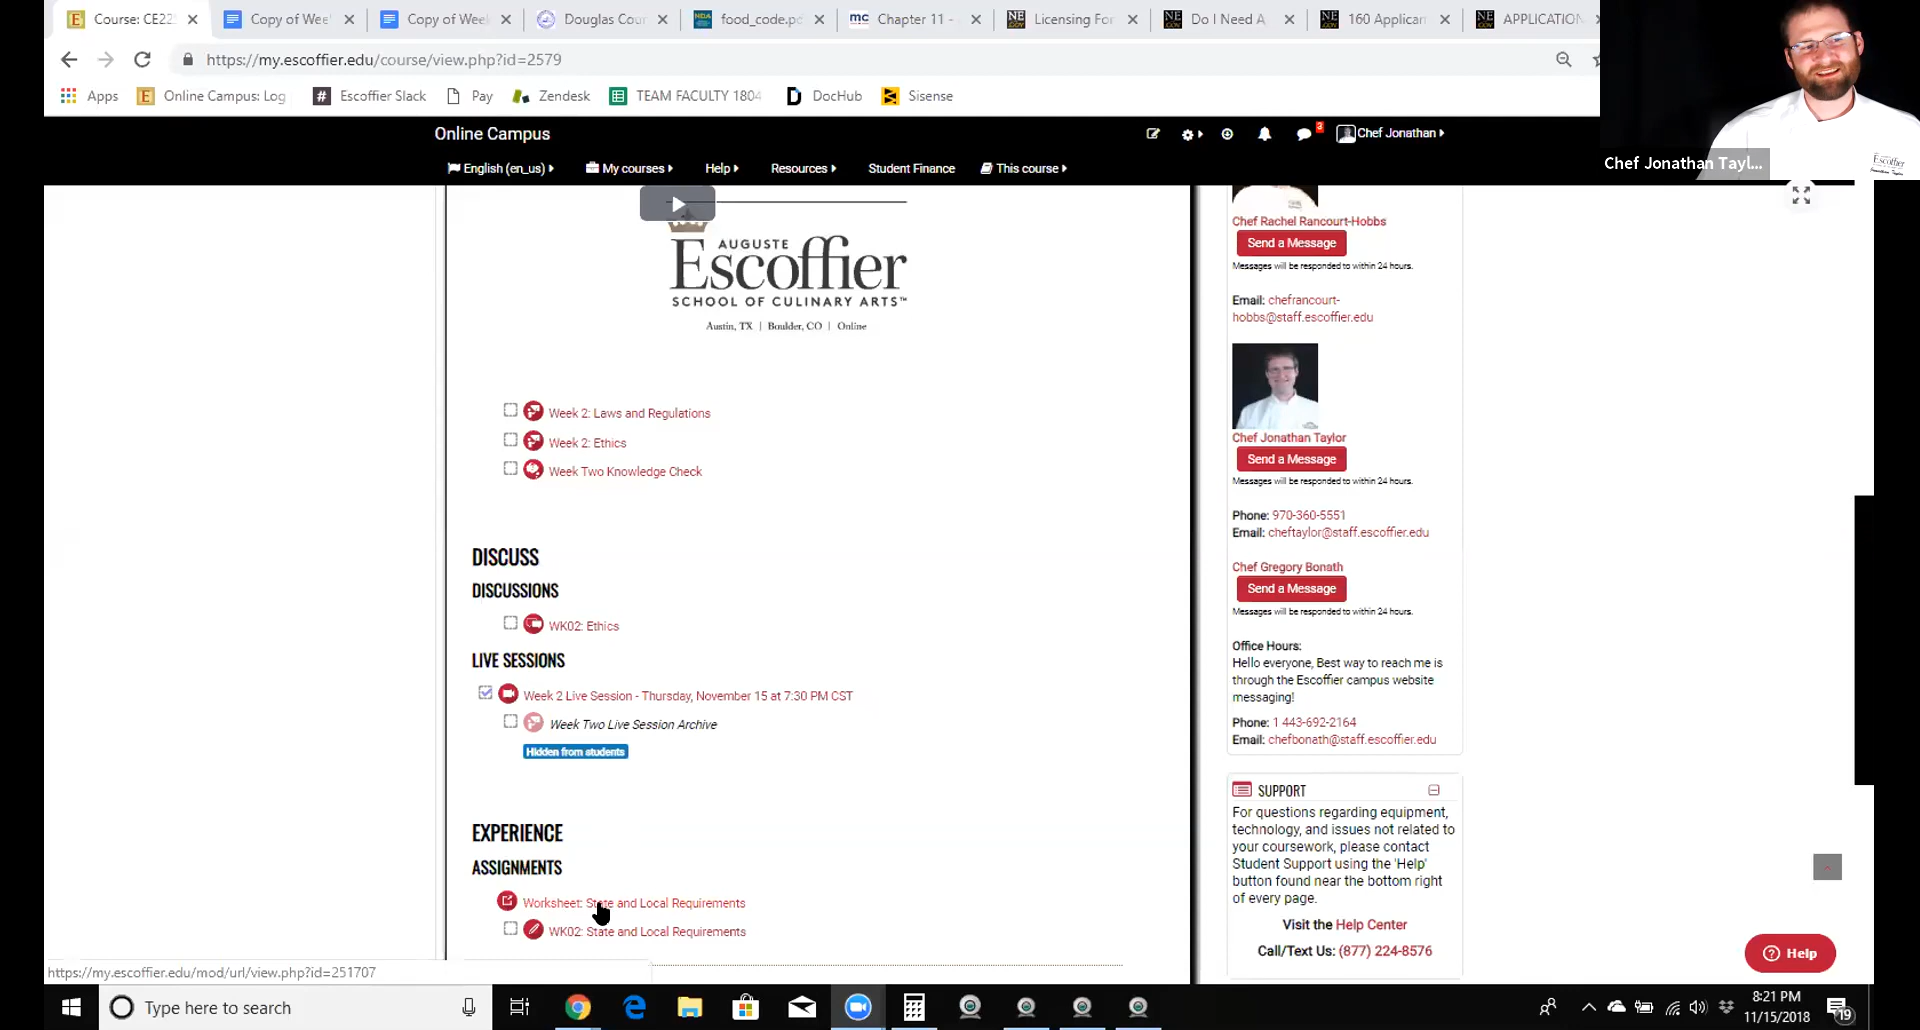 Course: CE22
Copy of Wee
Copy of Wee
Douglas Cou
food_code.pd
Chapter 11 -
Licensing For
Do I Need A
160 Applican
APPLICATION
https://my.escoffier.edu/course/view.php?id=2579
Apps
Online Campus: Log
Escoffier Slack
Pay
Zendesk
TEAM FACULTY 1804
DocHub
Sisense
Online Campus
3
Chef Jonathan
English (en_us)
My courses
Help
Resources
Student Finance
This course
Chef Jonathan Tayl...
Escoffier
AUGUSTE
Escoffier
SCHOOL OF CULINARY ARTS™
Austin, TX | Boulder, CO | Online
Week 2: Laws and Regulations
Week 2: Ethics
Week Two Knowledge Check
DISCUSS
DISCUSSIONS
WK02: Ethics
LIVE SESSIONS
Week 2 Live Session - Thursday, November 15 at 7:30 PM CST
Week Two Live Session Archive
Hidden from students
EXPERIENCE
ASSIGNMENTS
Worksheet: State and Local Requirements
WK02: State and Local Requirements
Chef Rachel Rancourt-Hobbs
Send a Message
Messages will be responded to within 24 hours.
Email: chefrancourt-
hobbs@staff.escoffier.edu
Chef Jonathan Taylor
Send a Message
Messages will be responded to within 24 hours.
Phone: 970-360-5551
Email: cheftaylor@staff.escoffier.edu
Chef Gregory Bonath
Send a Message
Messages will be responded to within 24 hours.
Office Hours:
Hello everyone, Best way to reach me is
through the Escoffier campus website
messaging!
Phone: 1 443-692-2164
Email: chefbonath@staff.escoffier.edu
SUPPORT
For questions regarding equipment,
technology, and issues not related to
your coursework, please contact
Student Support using the 'Help'
button found near the bottom right
of every page.
Visit the Help Center
Call/Text Us: (877) 224-8576
Help
https://my.escoffier.edu/mod/url/view.php?id=251707
Type here to search
8:21 PM
11/15/2018
19